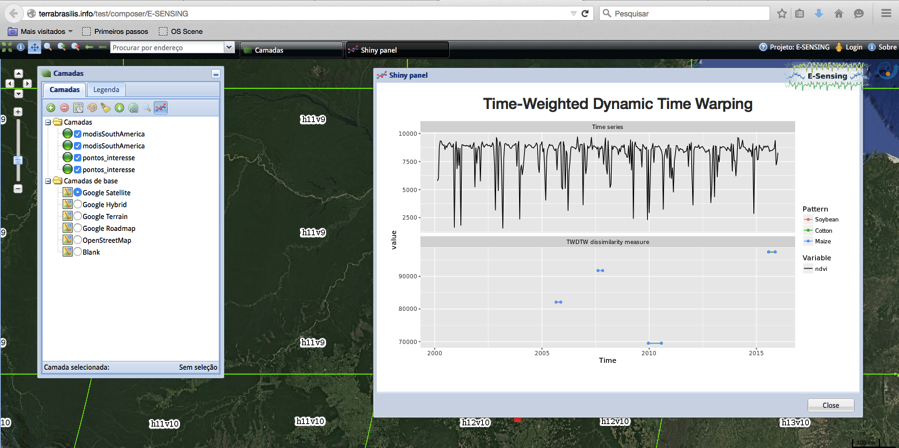 terrabrasilis.info/test/composer/E-SENSING
Pesquisar
Mais visitados
Primeiros passos
OS Scene
Procurar por endereço
Camadas
Shiny panel
Projeto: E-SENSING
Login
Sobre
Camadas
Camadas
Legenda
Camadas
modisSouthAmerica
modisSouthAmerica
pontos_interesse
pontos_interesse
Camadas de base
Google Satellite
Google Hybrid
Google Terrain
Google Roadmap
OpenStreetMap
Blank
Camada selecionada:
Sem seleção
Shiny panel
E-Sensing
Time-Weighted Dynamic Time Warping
Time series
10000
7500
5000
2500
value
TWDTW dissimilarity measure
90000
80000
70000
2000
2005
2010
2015
Time
Pattern
Soybean
Cotton
Maize
Variable
ndvi
Close
h11v9
h11v9
h11v9
h11v10
h11v10
h12v10
h13v10